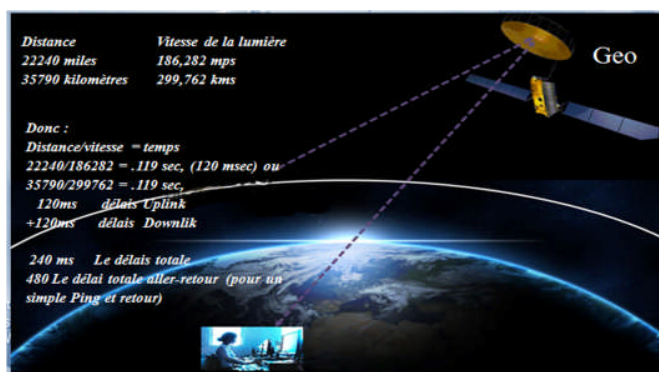 Distance Vitesse de la lumière
22240 miles 186,282 mps
35790 kilomètres 299,762 kms
Geo
Donc :
Distance/vitesse = temps
22240/186282 = .119 sec, (120 msec) ou
35790/299762 = .119 sec,
120ms délais Uplink
+120ms délais Downlik
240 ms Le délais totale
480 Le délai totale aller-retour (pour un
simple Ping et retour)